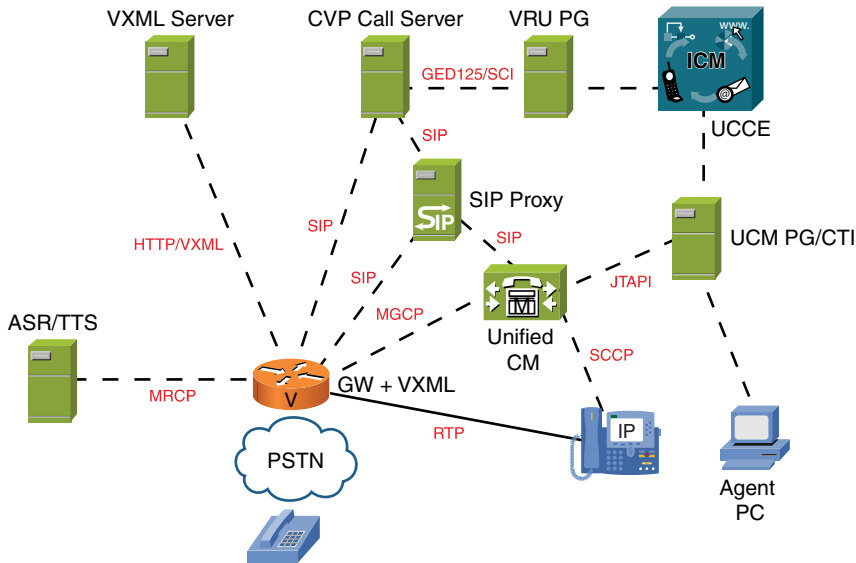 VXML Server
CVP Call Server
VRU PG
www.
ICM
@
GED125/SCI
UCCE
SIP
SIP
SIP Proxy
HTTP/VXML
SIP
SIP
UCM PG/CTI
SIP
JTAPI
M
MGCP
Unified
CM
ASR/TTS
SCCP
MRCP
GW + VXML
V
RTP
IP
PSTN
Agent
PC